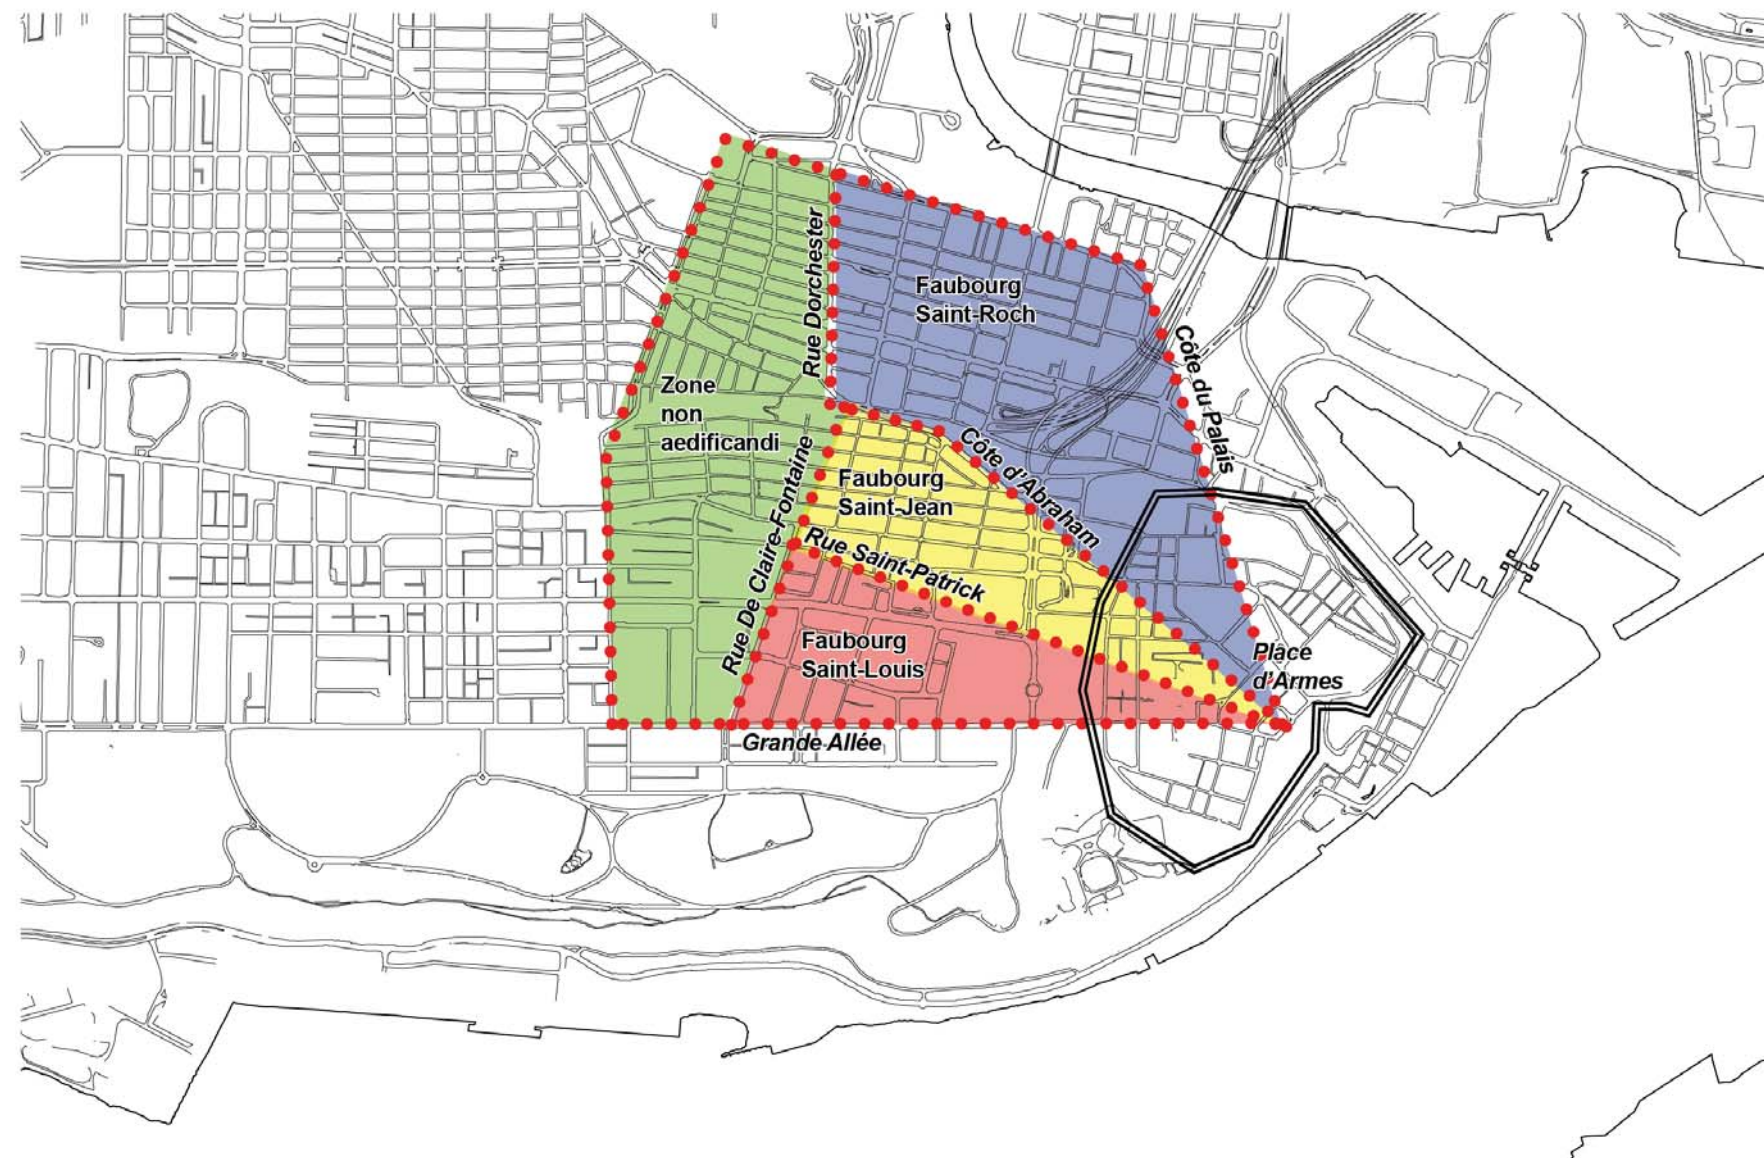 Rue Dorchester
Faubourg
Saint-Roch
Côte du Palais
Zone
non
aedificandi
Rue De Claire-Fontaine
Faubourg
Saint-Jean
Côte d'Abraham
Rue Saint-Patrick
Faubourg
Saint-Louis
Place
d'Armes
Grande Allée